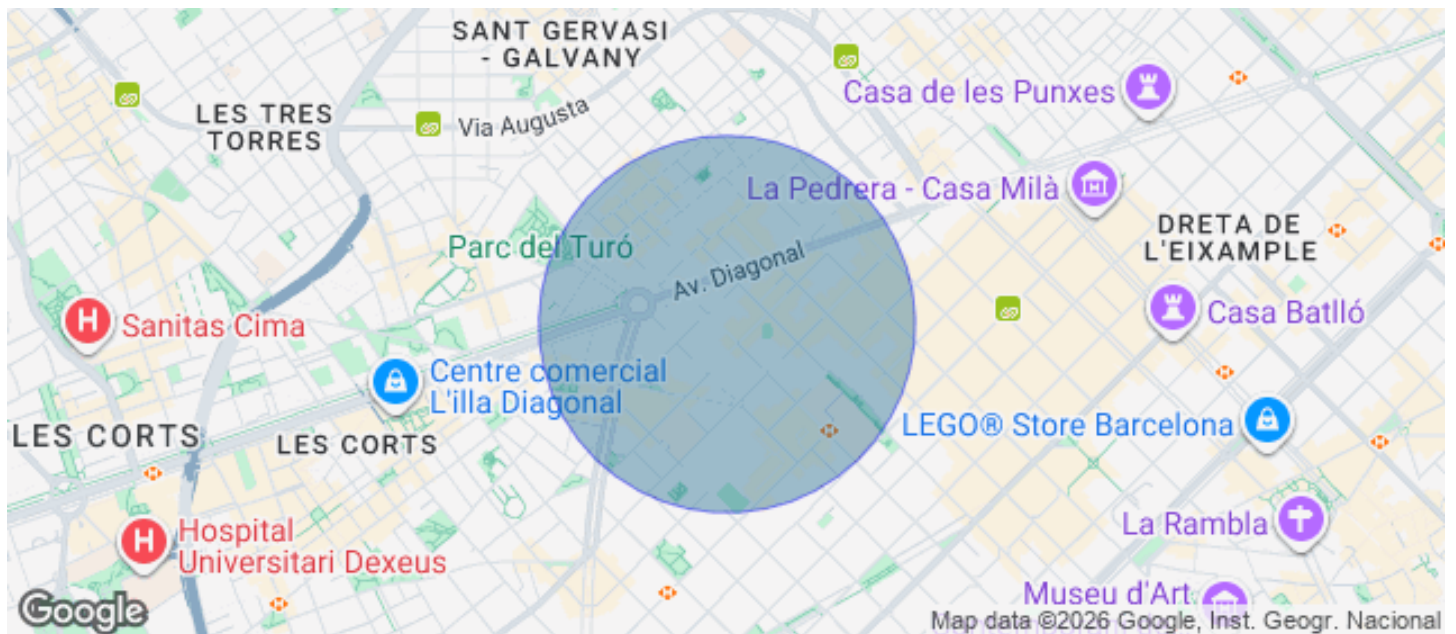 SANT GERVASI
- GALVANY
Casa de les Punxes
LES TRES
TORRES
Via Augusta
La Pedrera - Casa Milà
DRETA DE
L'EIXAMPLE
Parc del Turó
Av. Diagonal
H
Sanitas Cima
Casa Batlló
Centre comercial
L'illa Diagonal
LES CORTS
LES CORTS
LEGO® Store Barcelona
H
Hospital
Universitari Dexeus
La Rambla
Museu d'Art
Google
Map data ©2026 Google, Inst. Geogr. Nacional